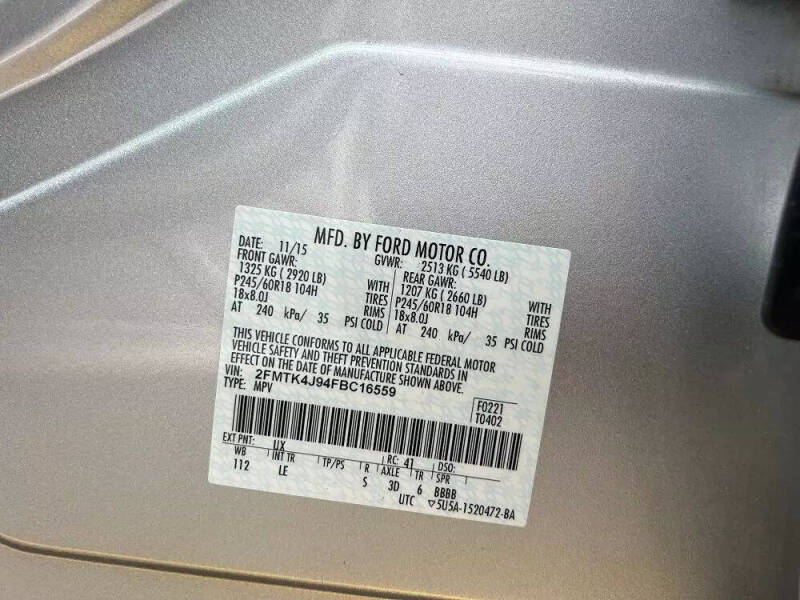 MFD. BY FORD MOTOR CO.
DATE: 11/15 GVWR: 2513 KG ( 5540 LB)
FRONT GAWR: REAR GAWR:
1325 KG ( 2920 LB) WITH 1207 KG ( 2660 LB) WITH
P245/60R18 104H TIRES P245/60R18 104H TIRES
18x8.0J RIMS 18x8.0J RIMS
AT 240 kPa/ 35 PSI COLD AT 240 kPa/ 35 PSI COLD
THIS VEHICLE CONFORMS TO ALL APPLICABLE FEDERAL MOTOR
VEHICLE SAFETY AND THEFT PREVENTION STANDARDS IN
EFFECT ON THE DATE OF MANUFACTURE SHOWN ABOVE.
VIN: 2FMTK4J94FBC16559
TYPE: MPV
F0221
T0402
EXT PNT: UX RC: 41 DSO:
WB INT TR TP/PS R AXLE TR SPR
112 LE S 3D 6 BBBB
UTC ▽5U5A-1520472-BA